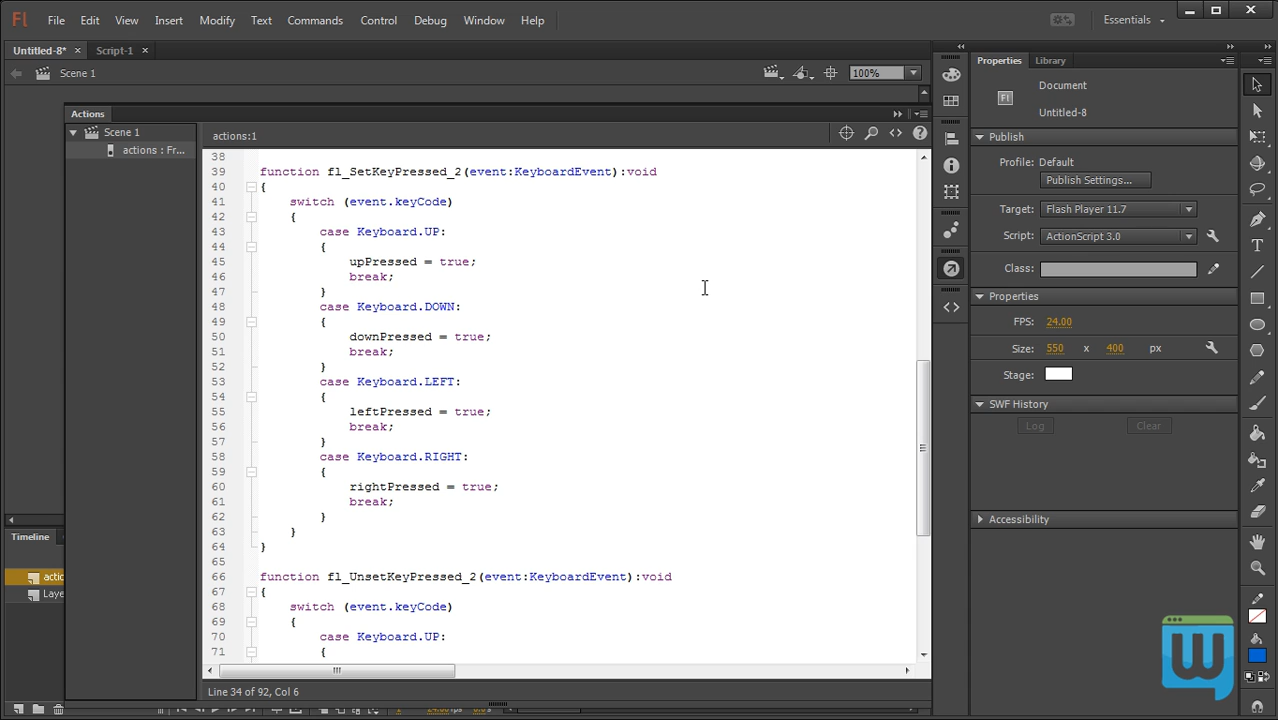 Fl File Edit View Insert Modify Text Commands Control Debug Window Help Essentials
Untitled-8* × Script-1 ×
Scene 1 100%
Actions
Scene 1
actions : Fr...
actions:1
38
39 function fl_SetKeyPressed_2(event:KeyboardEvent):void
40 {
41 switch (event.keyCode)
42 {
43 case Keyboard.UP:
44 {
45 upPressed = true;
46 break;
47 }
48 case Keyboard.DOWN:
49 {
50 downPressed = true;
51 break;
52 }
53 case Keyboard.LEFT:
54 {
55 leftPressed = true;
56 break;
57 }
58 case Keyboard.RIGHT:
59 {
60 rightPressed = true;
61 break;
62 }
63 }
64 }
65
66 function fl_UnsetKeyPressed_2(event:KeyboardEvent):void
67 {
68 switch (event.keyCode)
69 {
70 case Keyboard.UP:
71 {
Line 34 of 92, Col 6
Timeline
actic
Laye
Properties Library
Document
Fl Untitled-8
Publish
Profile: Default
Publish Settings...
Target: Flash Player 11.7
Script: ActionScript 3.0
Class:
Properties
FPS: 24.00
Size: 550 x 400 px
Stage:
SWF History
Log Clear
Accessibility
W